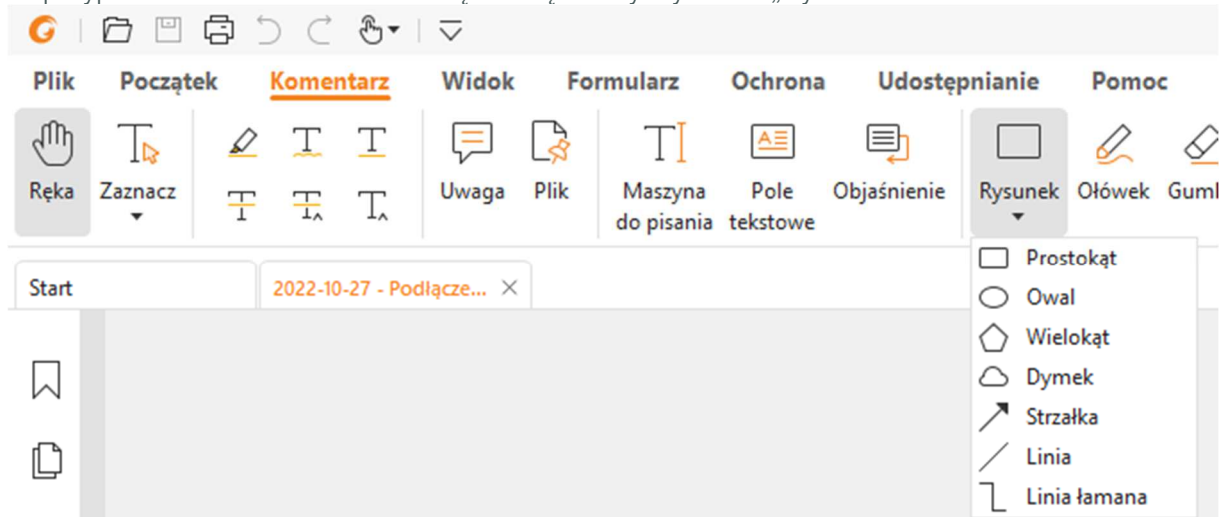 Plik Początek Komentarz Widok Formularz Ochrona Udostępnianie Pomoc
Ręka Zaznacz Uwaga Plik Maszyna do pisania Pole tekstowe Objaśnienie Rysunek Ołówek Guml
Start 2022-10-27 - Podłącze...
Prostokąt
Owal
Wielokąt
Dymek
Strzałka
Linia
Linia łamana